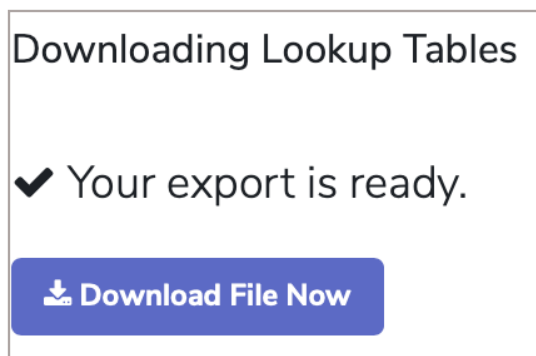 Downloading Lookup Tables
Your export is ready.
Download File Now